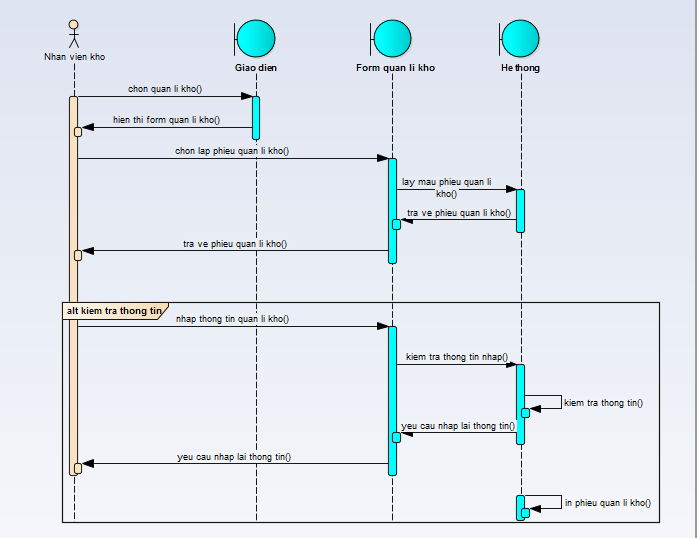 Nhan vien kho
Giao dien
Form quan li kho
He thong
chon quan li kho()
hien thi form quan li kho()
chon lap phieu quan li kho()
lay mau phieu quan li
kho()
tra ve phieu quan li kho()
tra ve phieu quan li kho()
alt kiem tra thong tin
nhap thong tin quan li kho()
kiem tra thong tin nhap()
kiem tra thong tin()
yeu cau nhap lai thong tin()
yeu cau nhap lai thong tin()
in phieu quan li kho()